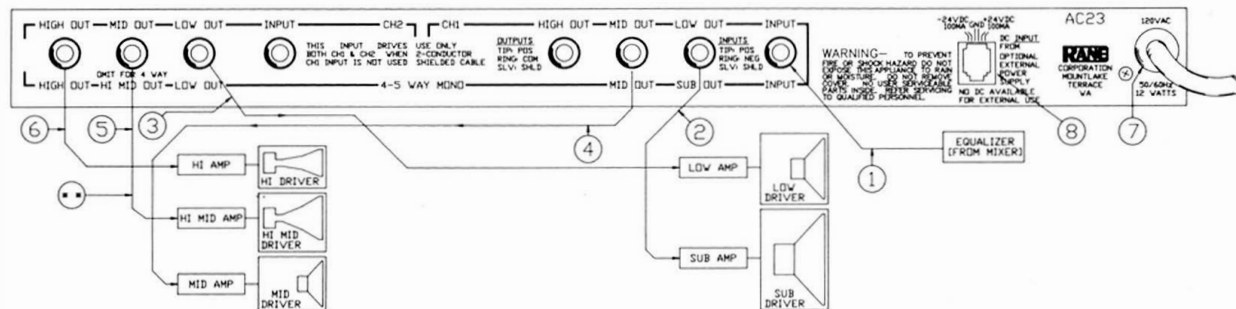 HIGH OUT MID OUT LOW OUT INPUT CH2
CH1 HIGH OUT MID OUT LOW OUT INPUT
THIS INPUT DRIVES
BOTH CH1 & CH2 WHEN
CH1 INPUT IS NOT USED
USE ONLY
2-CONDUCTOR
SHIELDED CABLE
OUTPUTS
TIP: POS
RING: COM
SLV: SHLD
INPUTS
TIP: POS
RING: NEG
SLV: SHLD
OMIT FOR 4 WAY
HIGH OUT HI MID OUT LOW OUT 4-5 WAY MONO MID OUT SUB OUT INPUT
WARNING- TO PREVENT
FIRE OR SHOCK HAZARD DO NOT
EXPOSE THIS APPLIANCE TO RAIN
OR MOISTURE. DO NOT REMOVE
COVER. NO USER SERVICEABLE
PARTS INSIDE. REFER SERVICING
TO QUALIFIED PERSONNEL.
-24VDC +24VDC
100MA GND 100MA
DC INPUT
FROM
OPTIONAL
EXTERNAL
POWER
SUPPLY
NO DC AVAILABLE
FOR EXTERNAL USE
AC23
RANE
CORPORATION
MOUNTLAKE
TERRACE
WA
120VAC
50/60HZ
12 WATTS
6
5
3
4
2
1
8
7
HI AMP
HI DRIVER
HI MID AMP
HI MID
DRIVER
MID AMP
MID
DRIVER
LOW AMP
LOW
DRIVER
SUB AMP
SUB
DRIVER
EQUALIZER
(FROM MIXER)